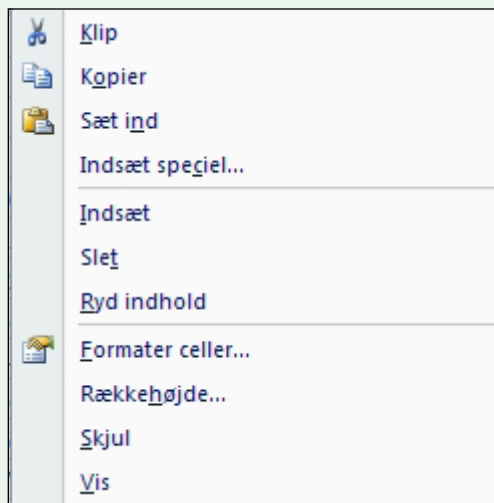 Klip
Kopier
Sæt ind
Indsæt speciel...
Indsæt
Slet
Ryd indhold
Formater celler...
Rækkehøjde...
Skjul
Vis